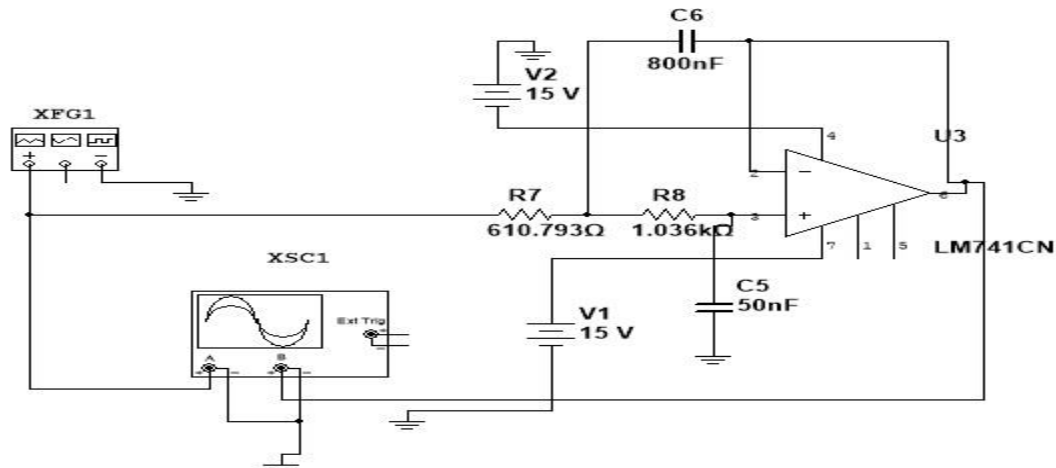 C6
800nF
V2
15 V
XFG1
+
−
4
U3
2
−
R7
610.793Ω
R8
1.036kΩ
3
+
6
7
1
5
LM741CN
XSC1
Ext Trig
+
−
A
B
+
−
+
−
V1
15 V
C5
50nF